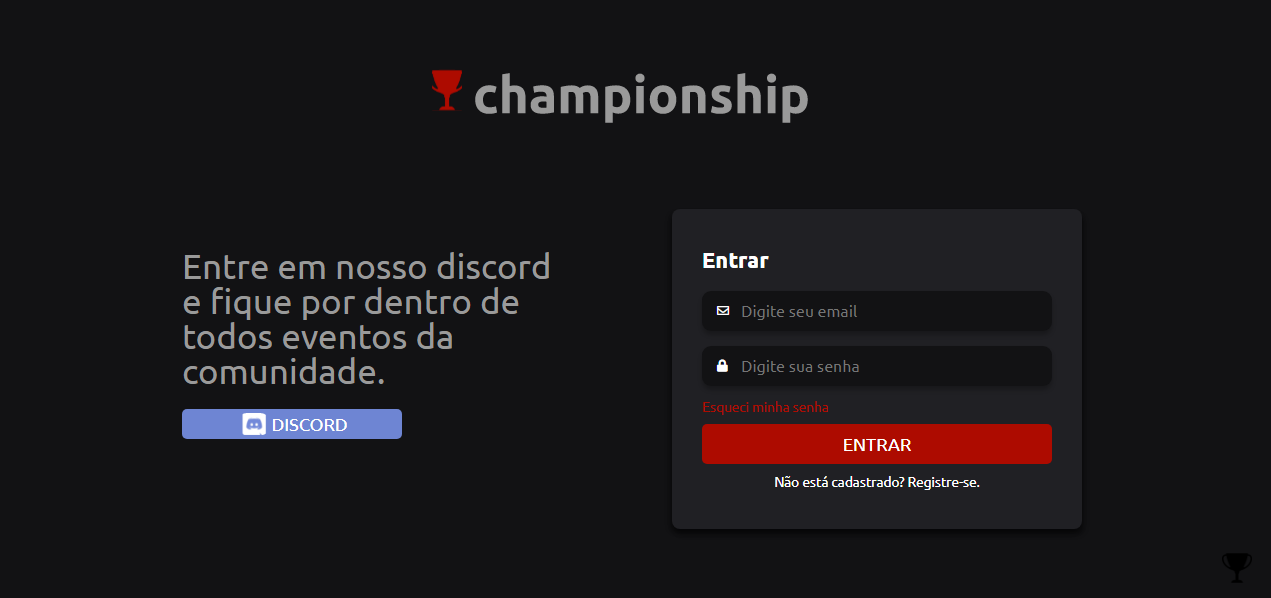 championship
Entre em nosso discord
e fique por dentro de
todos eventos da
comunidade.
DISCORD
Entrar
Digite seu email
Digite sua senha
Esqueci minha senha
ENTRAR
Não está cadastrado? Registre-se.